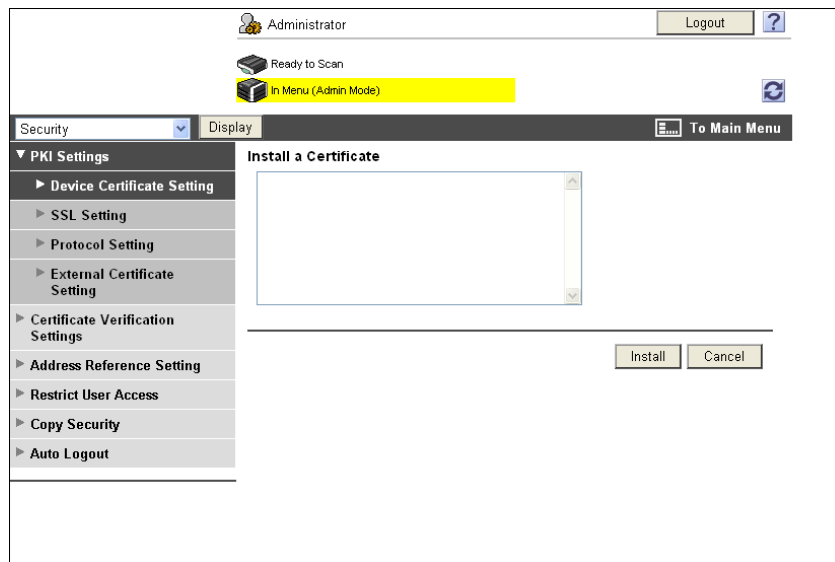 Administrator
Logout
?
Ready to Scan
In Menu (Admin Mode)
Security
Display
To Main Menu
PKI Settings
Device Certificate Setting
SSL Setting
Protocol Setting
External Certificate
Setting
Certificate Verification
Settings
Address Reference Setting
Restrict User Access
Copy Security
Auto Logout
Install a Certificate
Install
Cancel